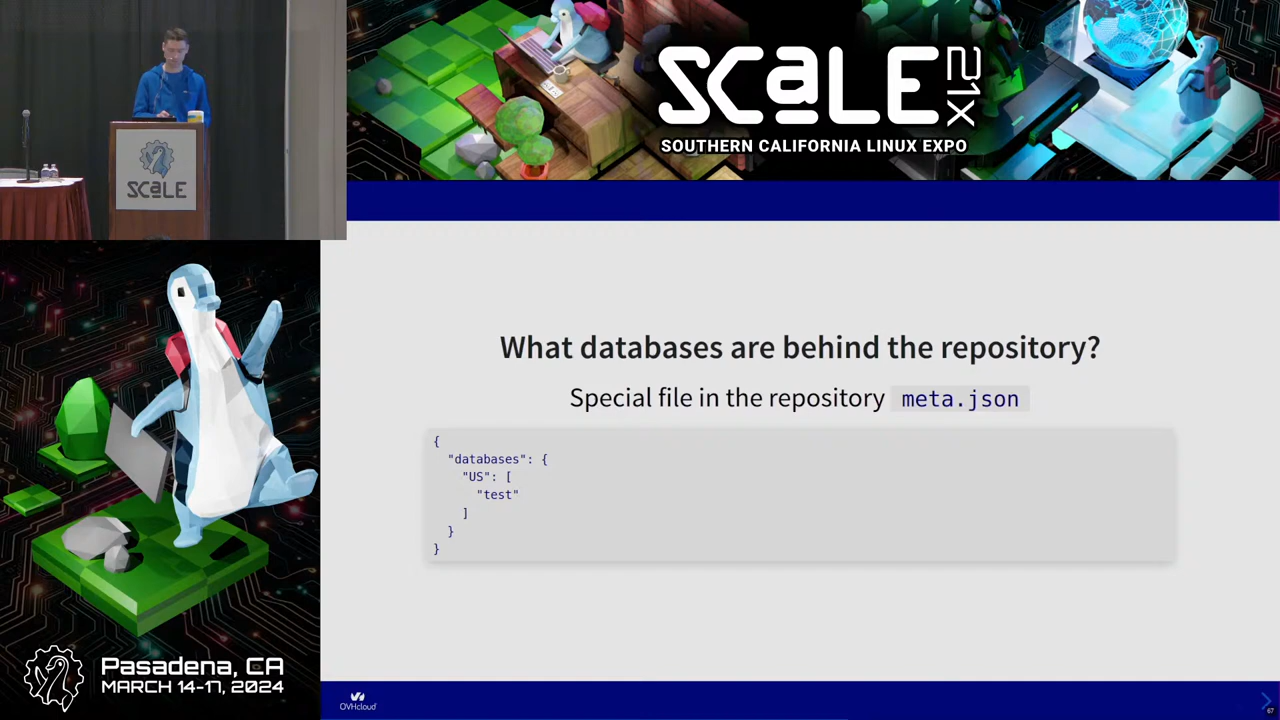 SCALE
SCALE 21X
SOUTHERN CALIFORNIA LINUX EXPO
What databases are behind the repository?
Special file in the repository meta.json
{
"databases": {
"US": [
"test"
]
}
}
Pasadena, CA
MARCH 14-17, 2024
OVHcloud
67